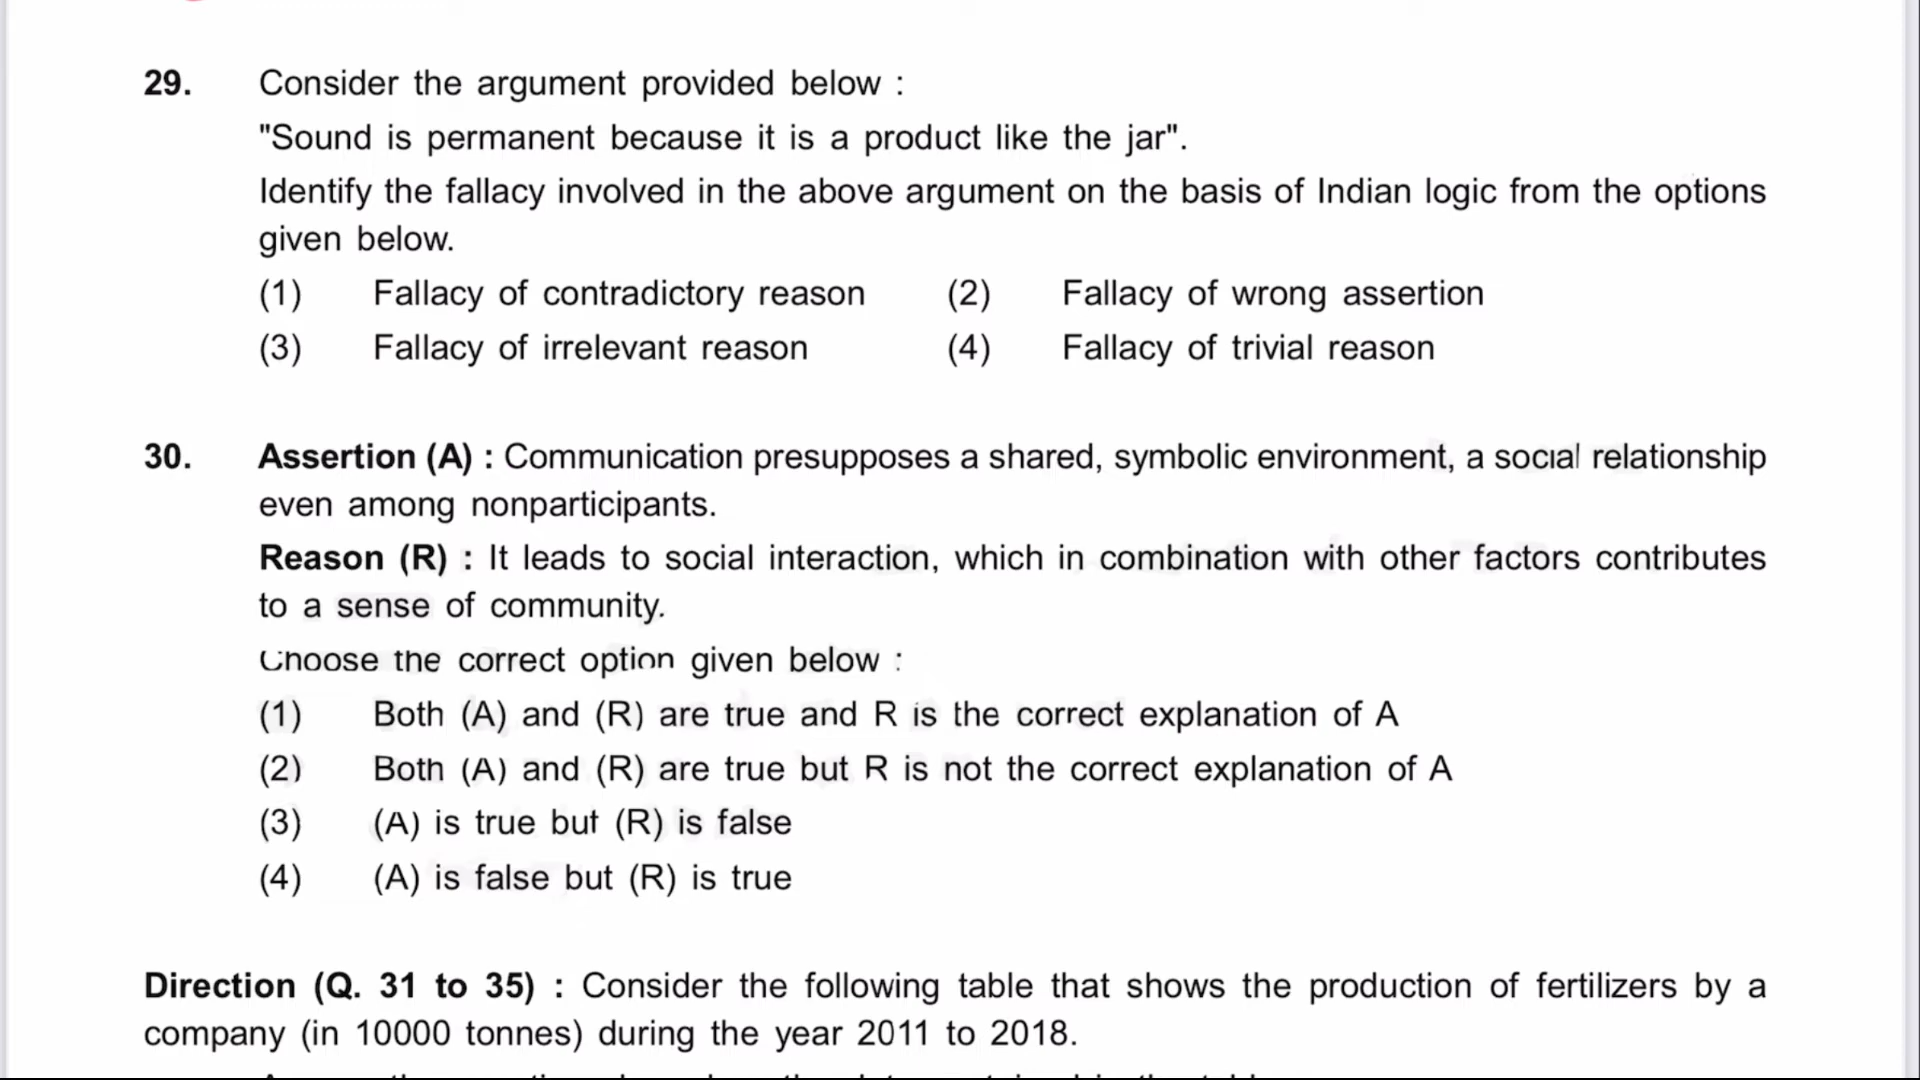 29. Consider the argument provided below :
"Sound is permanent because it is a product like the jar".
Identify the fallacy involved in the above argument on the basis of Indian logic from the options
given below.
(1) Fallacy of contradictory reason (2) Fallacy of wrong assertion
(3) Fallacy of irrelevant reason (4) Fallacy of trivial reason
30. Assertion (A) : Communication presupposes a shared, symbolic environment, a social relationship
even among nonparticipants.
Reason (R) : It leads to social interaction, which in combination with other factors contributes
to a sense of community.
Choose the correct option given below :
(1) Both (A) and (R) are true and R is the correct explanation of A
(2) Both (A) and (R) are true but R is not the correct explanation of A
(3) (A) is true but (R) is false
(4) (A) is false but (R) is true
Direction (Q. 31 to 35) : Consider the following table that shows the production of fertilizers by a
company (in 10000 tonnes) during the year 2011 to 2018.